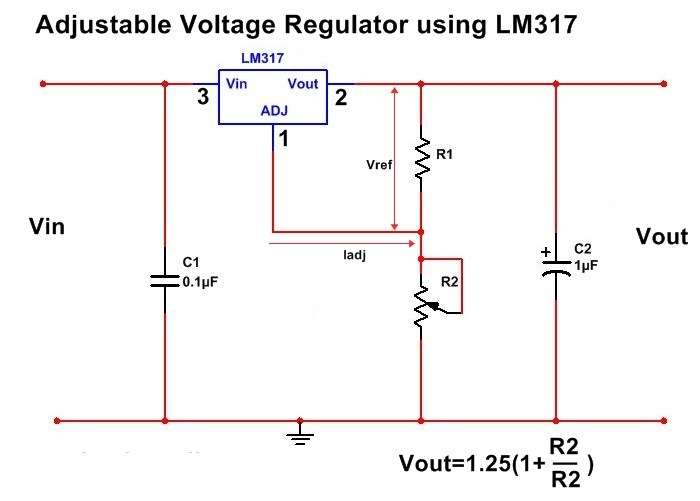 Adjustable Voltage Regulator using LM317
LM317
Vin Vout
3 2
ADJ
1
R1
Vref
Vin
Vout
Iadj
C1
0.1µF
R2
+ C2
1µF
Vout=1.25(1+R2/R2)